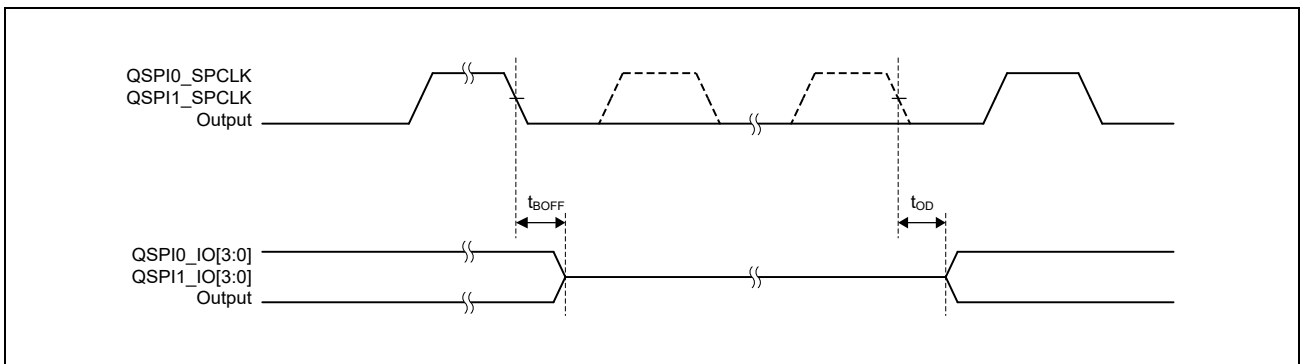 QSPI0_SPCLK
QSPI1_SPCLK
Output
tBOFF
tOD
QSPI0_IO[3:0]
QSPI1_IO[3:0]
Output